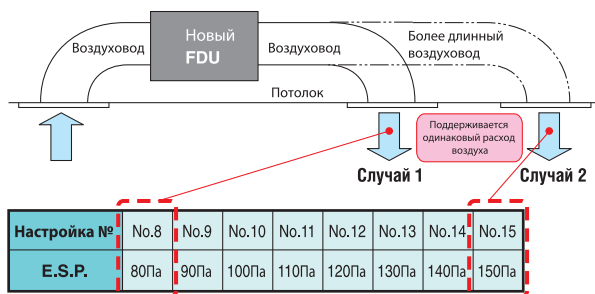 Новый
FDU
Воздуховод
Воздуховод
Более длинный
воздуховод
Потолок
Поддерживается
одинаковый расход
воздуха
Случай 1
Случай 2
Настройка № No.8 No.9 No.10 No.11 No.12 No.13 No.14 No.15
E.S.P. 80Па 90Па 100Па 110Па 120Па 130Па 140Па 150Па